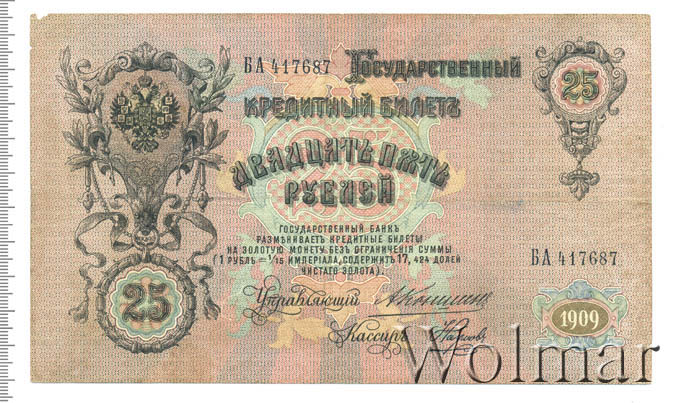 БА 417687
Государственный
25
Кредитный Билетъ
Двадцать пять
рублей
ГОСУДАРСТВЕННЫЙ БАНКЪ
РАЗМѢНИВАЕТЪ КРЕДИТНЫЕ БИЛЕТЫ
НА ЗОЛОТУЮ МОНЕТУ БЕЗЪ ОГРАНИЧЕНІЯ СУММЫ
(1 РУБЛЬ = 1/15 ИМПЕРІАЛА, СОДЕРЖИТЪ 17, 424 ДОЛЕЙ
ЧИСТАГО ЗОЛОТА).
БА 417687
25
Управляющій
Кассиръ
1909
Wolmar